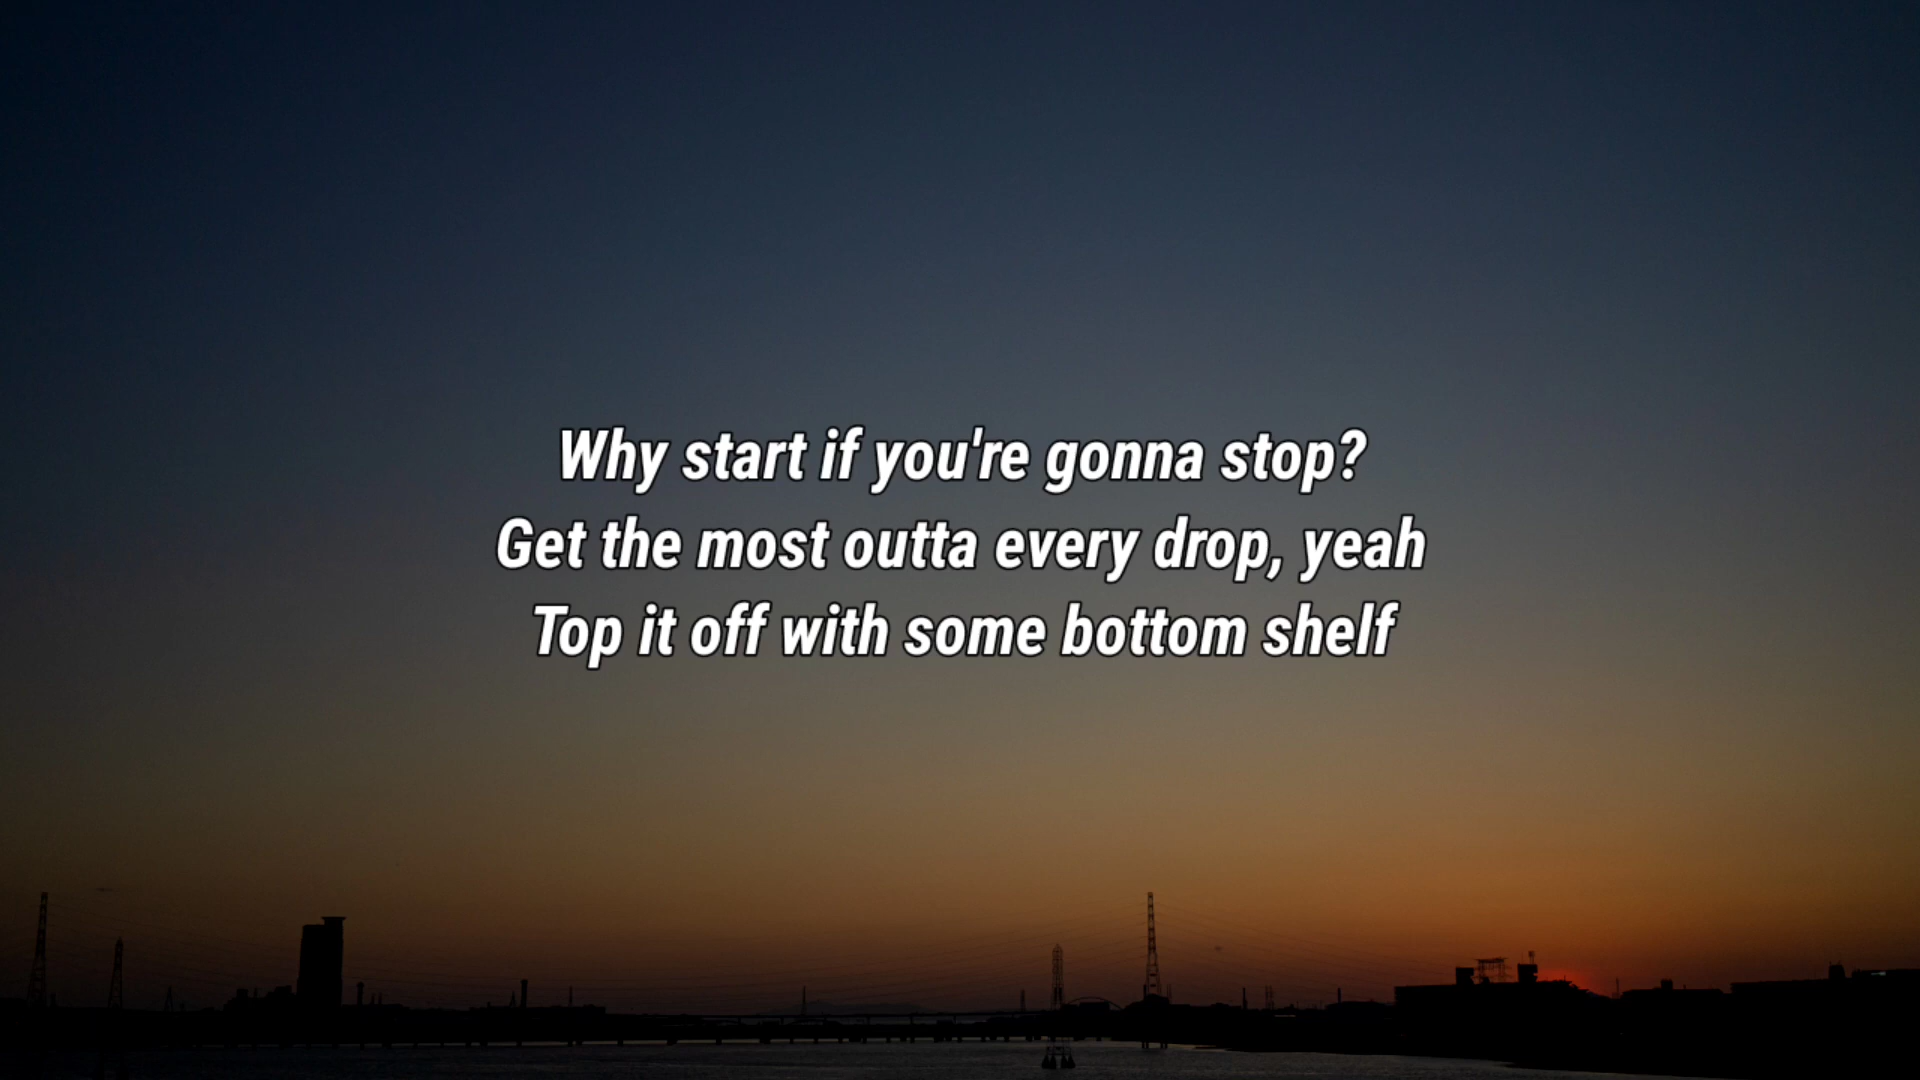 Why start if you're gonna stop?
Get the most outta every drop, yeah
Top it off with some bottom shelf